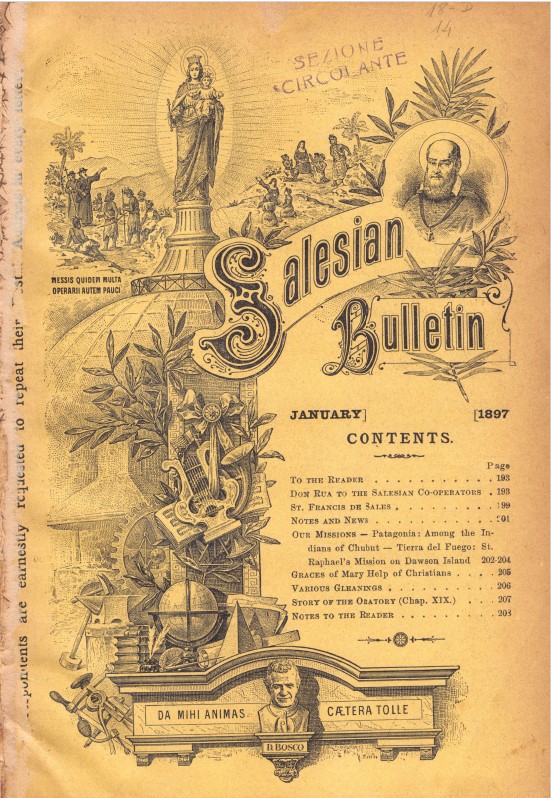 18-2
14
SEZIONE
CIRCOLANTE
MESSIS QUIDEM MULTA
OPERARII AUTEM PAUCI
Salesian
Bulletin
JANUARY] [1897
CONTENTS.
Page
TO THE READER . . . . . . . . . . . 193
DON RUA TO THE SALESIAN CO-OPERATORS . 193
ST. FRANCIS DE SALES . . . . . . . . . 199
NOTES AND NEWS . . . . . . . . . . 201
OUR MISSIONS — Patagonia: Among the In-
dians of Chubut — Tierra del Fuego: St.
Raphael's Mission on Dawson Island 202-204
GRACES of Mary Help of Christians . . . . . 205
VARIOUS GLEANINGS . . . . . . . . . . 206
STORY OF THE ORATORY (Chap. XIX.) . . . . 207
NOTES TO THE READER . . . . . . . . . 208
DA MIHI ANIMAS CÆTERA TOLLE
D. BOSCO
are earnestly requested to repeat their